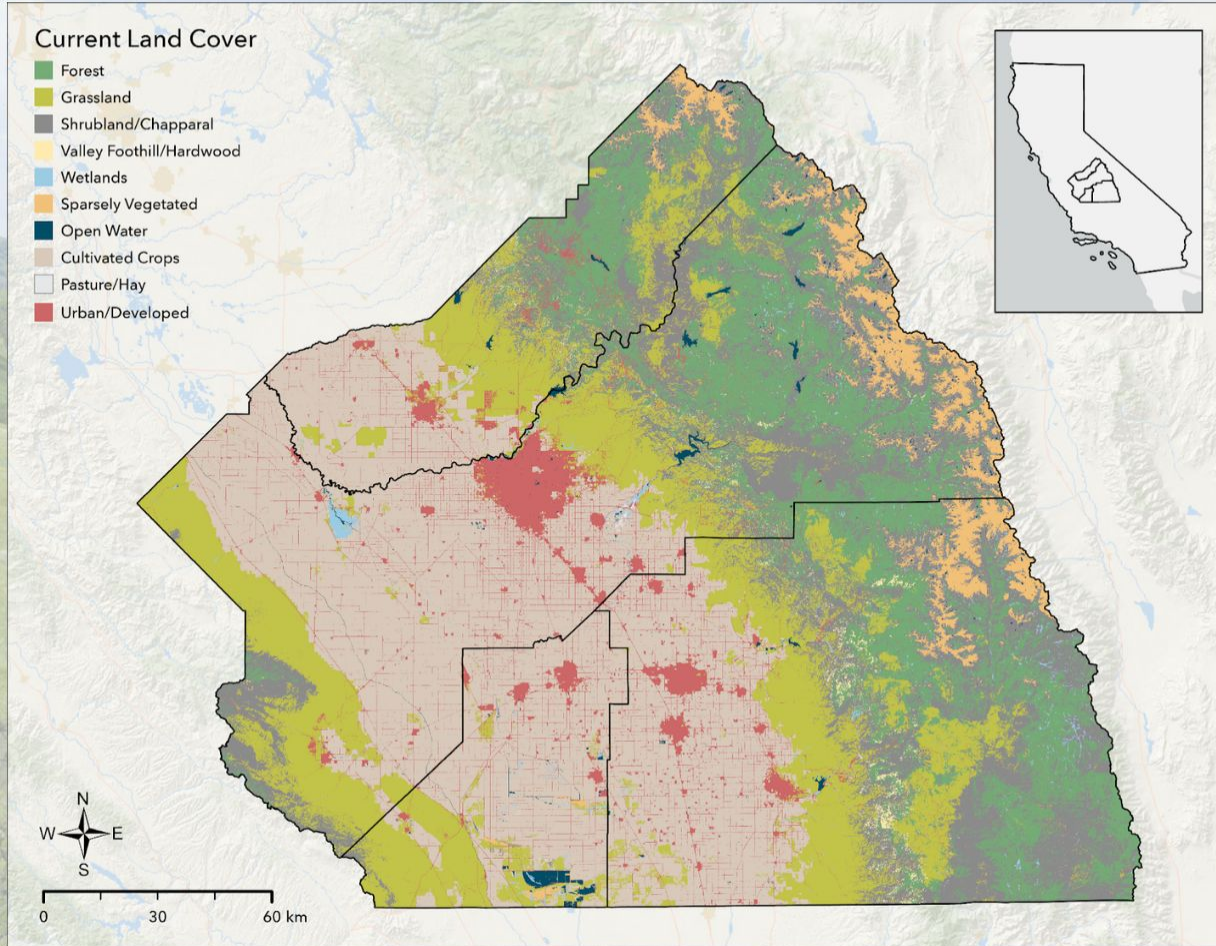 Current Land Cover
Forest
Grassland
Shrubland/Chapparal
Valley Foothill/Hardwood
Wetlands
Sparsely Vegetated
Open Water
Cultivated Crops
Pasture/Hay
Urban/Developed
N
W E
S
0 30 60 km